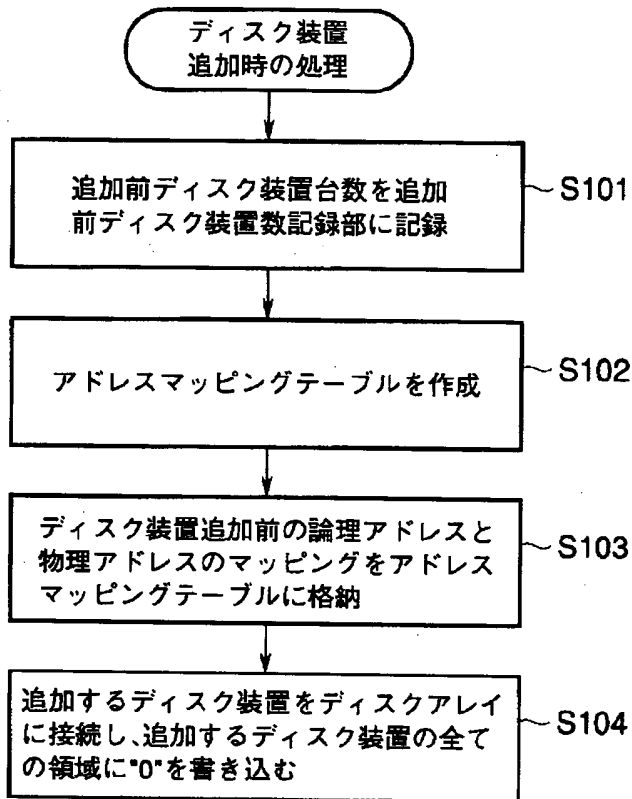 ディスク装置
追加時の処理
追加前ディスク装置台数を追加
前ディスク装置数記録部に記録
S101
アドレスマッピングテーブルを作成
S102
ディスク装置追加前の論理アドレスと
物理アドレスのマッピングをアドレス
マッピングテーブルに格納
S103
追加するディスク装置をディスクアレイ
に接続し、追加するディスク装置の全て
の領域に"0"を書き込む
S104